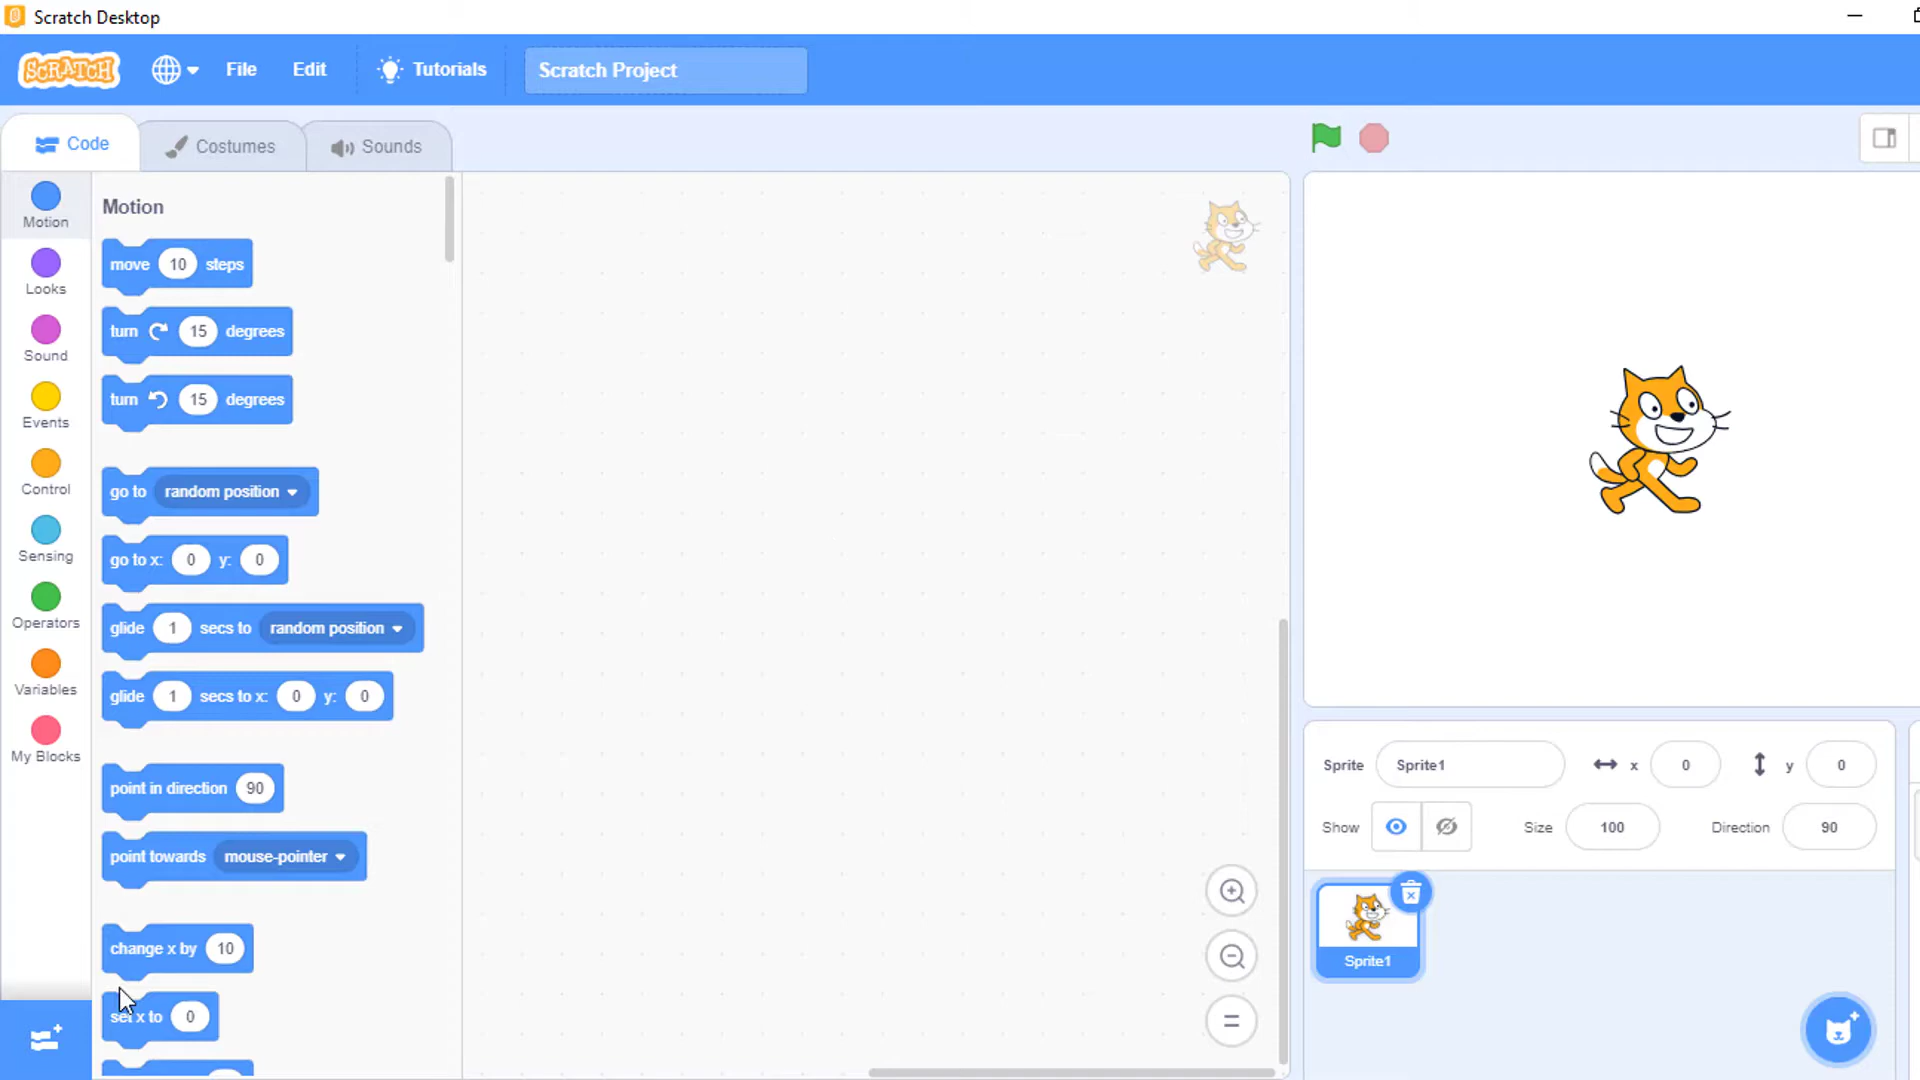 Scratch Desktop
SCRATCH File Edit Tutorials Scratch Project
Code Costumes Sounds
Motion
Looks
Sound
Events
Control
Sensing
Operators
Variables
My Blocks
Motion
move 10 steps
turn 15 degrees
turn 15 degrees
go to random position
go to x: 0 y: 0
glide 1 secs to random position
glide 1 secs to x: 0 y: 0
point in direction 90
point towards mouse-pointer
change x by 10
set x to 0
Sprite Sprite1 x 0 y 0
Show Size 100 Direction 90
Sprite1